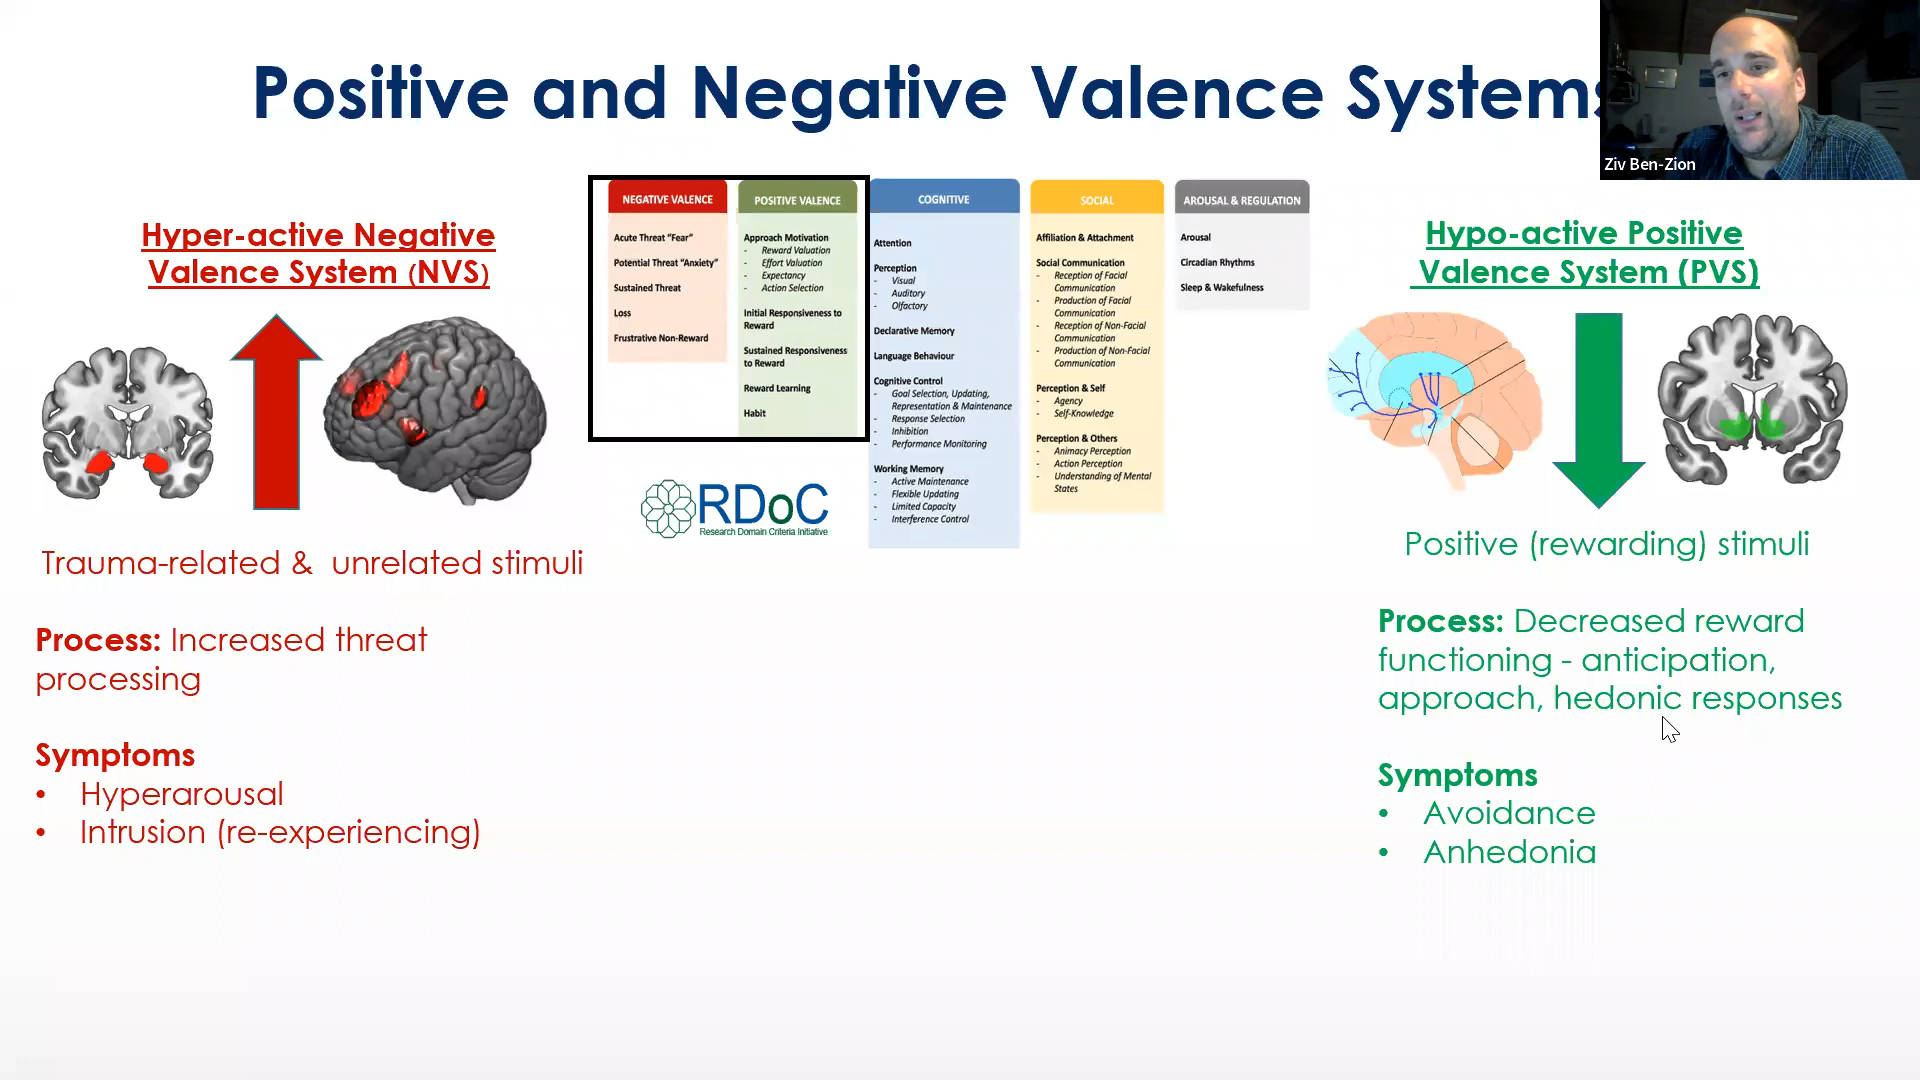 Positive and Negative Valence Systems
Ziv Ben-Zion
Hyper-active Negative
Valence System (NVS)
Trauma-related & unrelated stimuli
Process: Increased threat
processing
Symptoms
• Hyperarousal
• Intrusion (re-experiencing)
NEGATIVE VALENCE
Acute Threat "Fear"
Potential Threat "Anxiety"
Sustained Threat
Loss
Frustrative Non-Reward
POSITIVE VALENCE
Approach Motivation
- Reward Valuation
- Effort Valuation
- Expectancy
- Action Selection
Initial Responsiveness to
Reward
Sustained Responsiveness
to Reward
Reward Learning
Habit
COGNITIVE
Attention
Perception
- Visual
- Auditory
- Olfactory
Declarative Memory
Language Behaviour
Cognitive Control
- Goal Selection, Updating,
Representation & Maintenance
- Response Selection
- Inhibition
- Performance Monitoring
Working Memory
- Active Maintenance
- Flexible Updating
- Limited Capacity
- Interference Control
SOCIAL
Affiliation & Attachment
Social Communication
- Reception of Facial
Communication
- Production of Facial
Communication
- Reception of Non-Facial
Communication
- Production of Non-Facial
Communication
Perception & Self
- Agency
- Self-Knowledge
Perception & Others
- Animacy Perception
- Action Perception
- Understanding of Mental
States
AROUSAL & REGULATION
Arousal
Circadian Rhythms
Sleep & Wakefulness
RDoC
Research Domain Criteria Initiative
Hypo-active Positive
Valence System (PVS)
Positive (rewarding) stimuli
Process: Decreased reward
functioning - anticipation,
approach, hedonic responses
Symptoms
• Avoidance
• Anhedonia